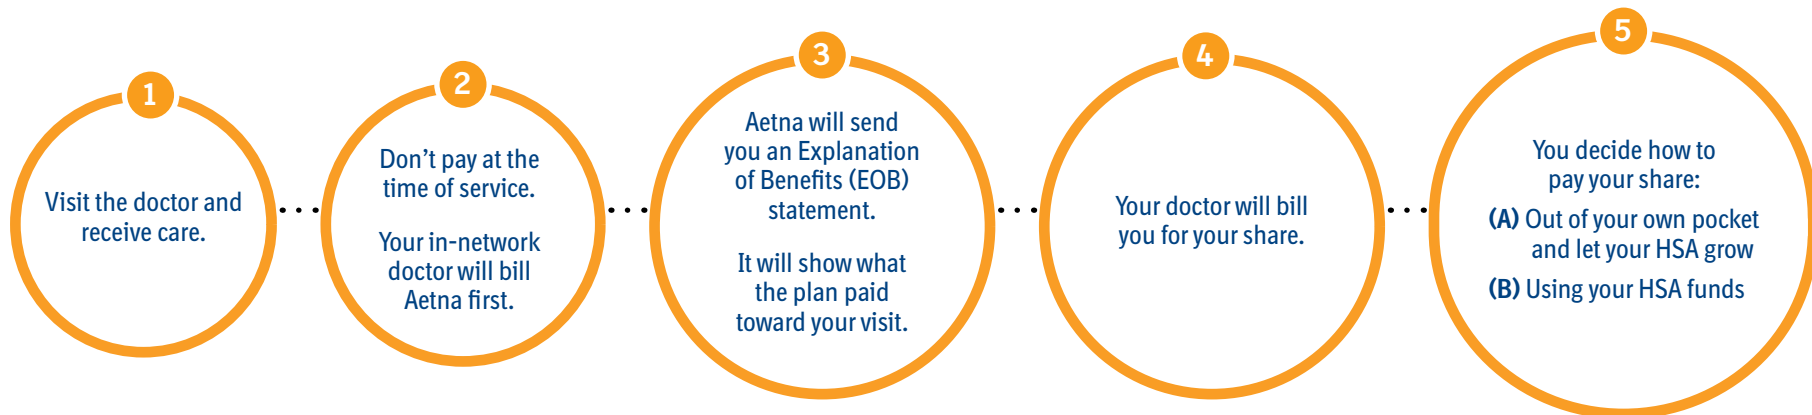 1
Visit the doctor and
receive care.
2
Don’t pay at the
time of service.
Your in-network
doctor will bill
Aetna first.
3
Aetna will send
you an Explanation
of Benefits (EOB)
statement.
It will show what
the plan paid
toward your visit.
4
Your doctor will bill
you for your share.
5
You decide how to
pay your share:
(A) Out of your own pocket
and let your HSA grow
(B) Using your HSA funds